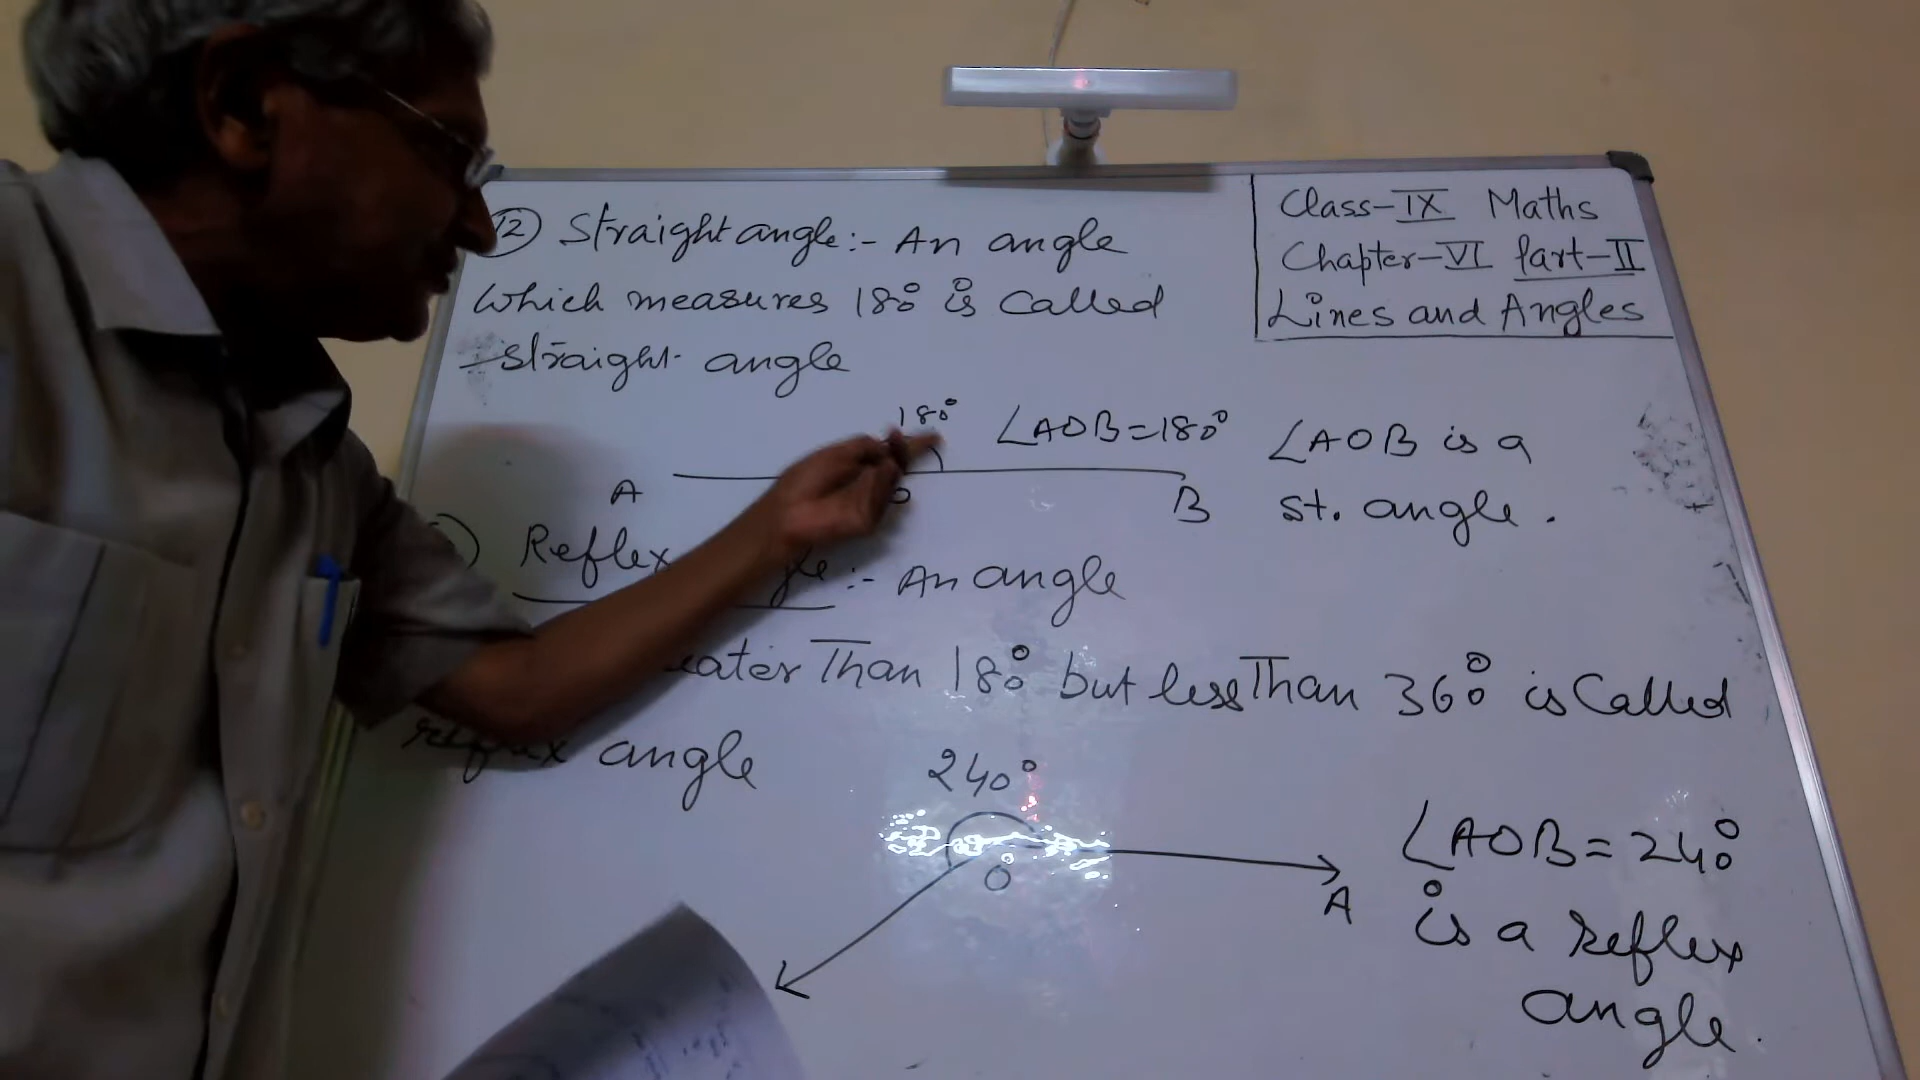 12) Straight angle:- An angle
which measures 180° is called
straight angle
Class-IX Maths
Chapter-VI Part-II
Lines and Angles
180° ∠AOB=180°
A O B
∠AOB is a
st. angle.
Reflex :- An angle
Than 180° but less Than 360° is Called
reflex angle
240°
O
A
∠AOB=240°
is a reflex
angle.